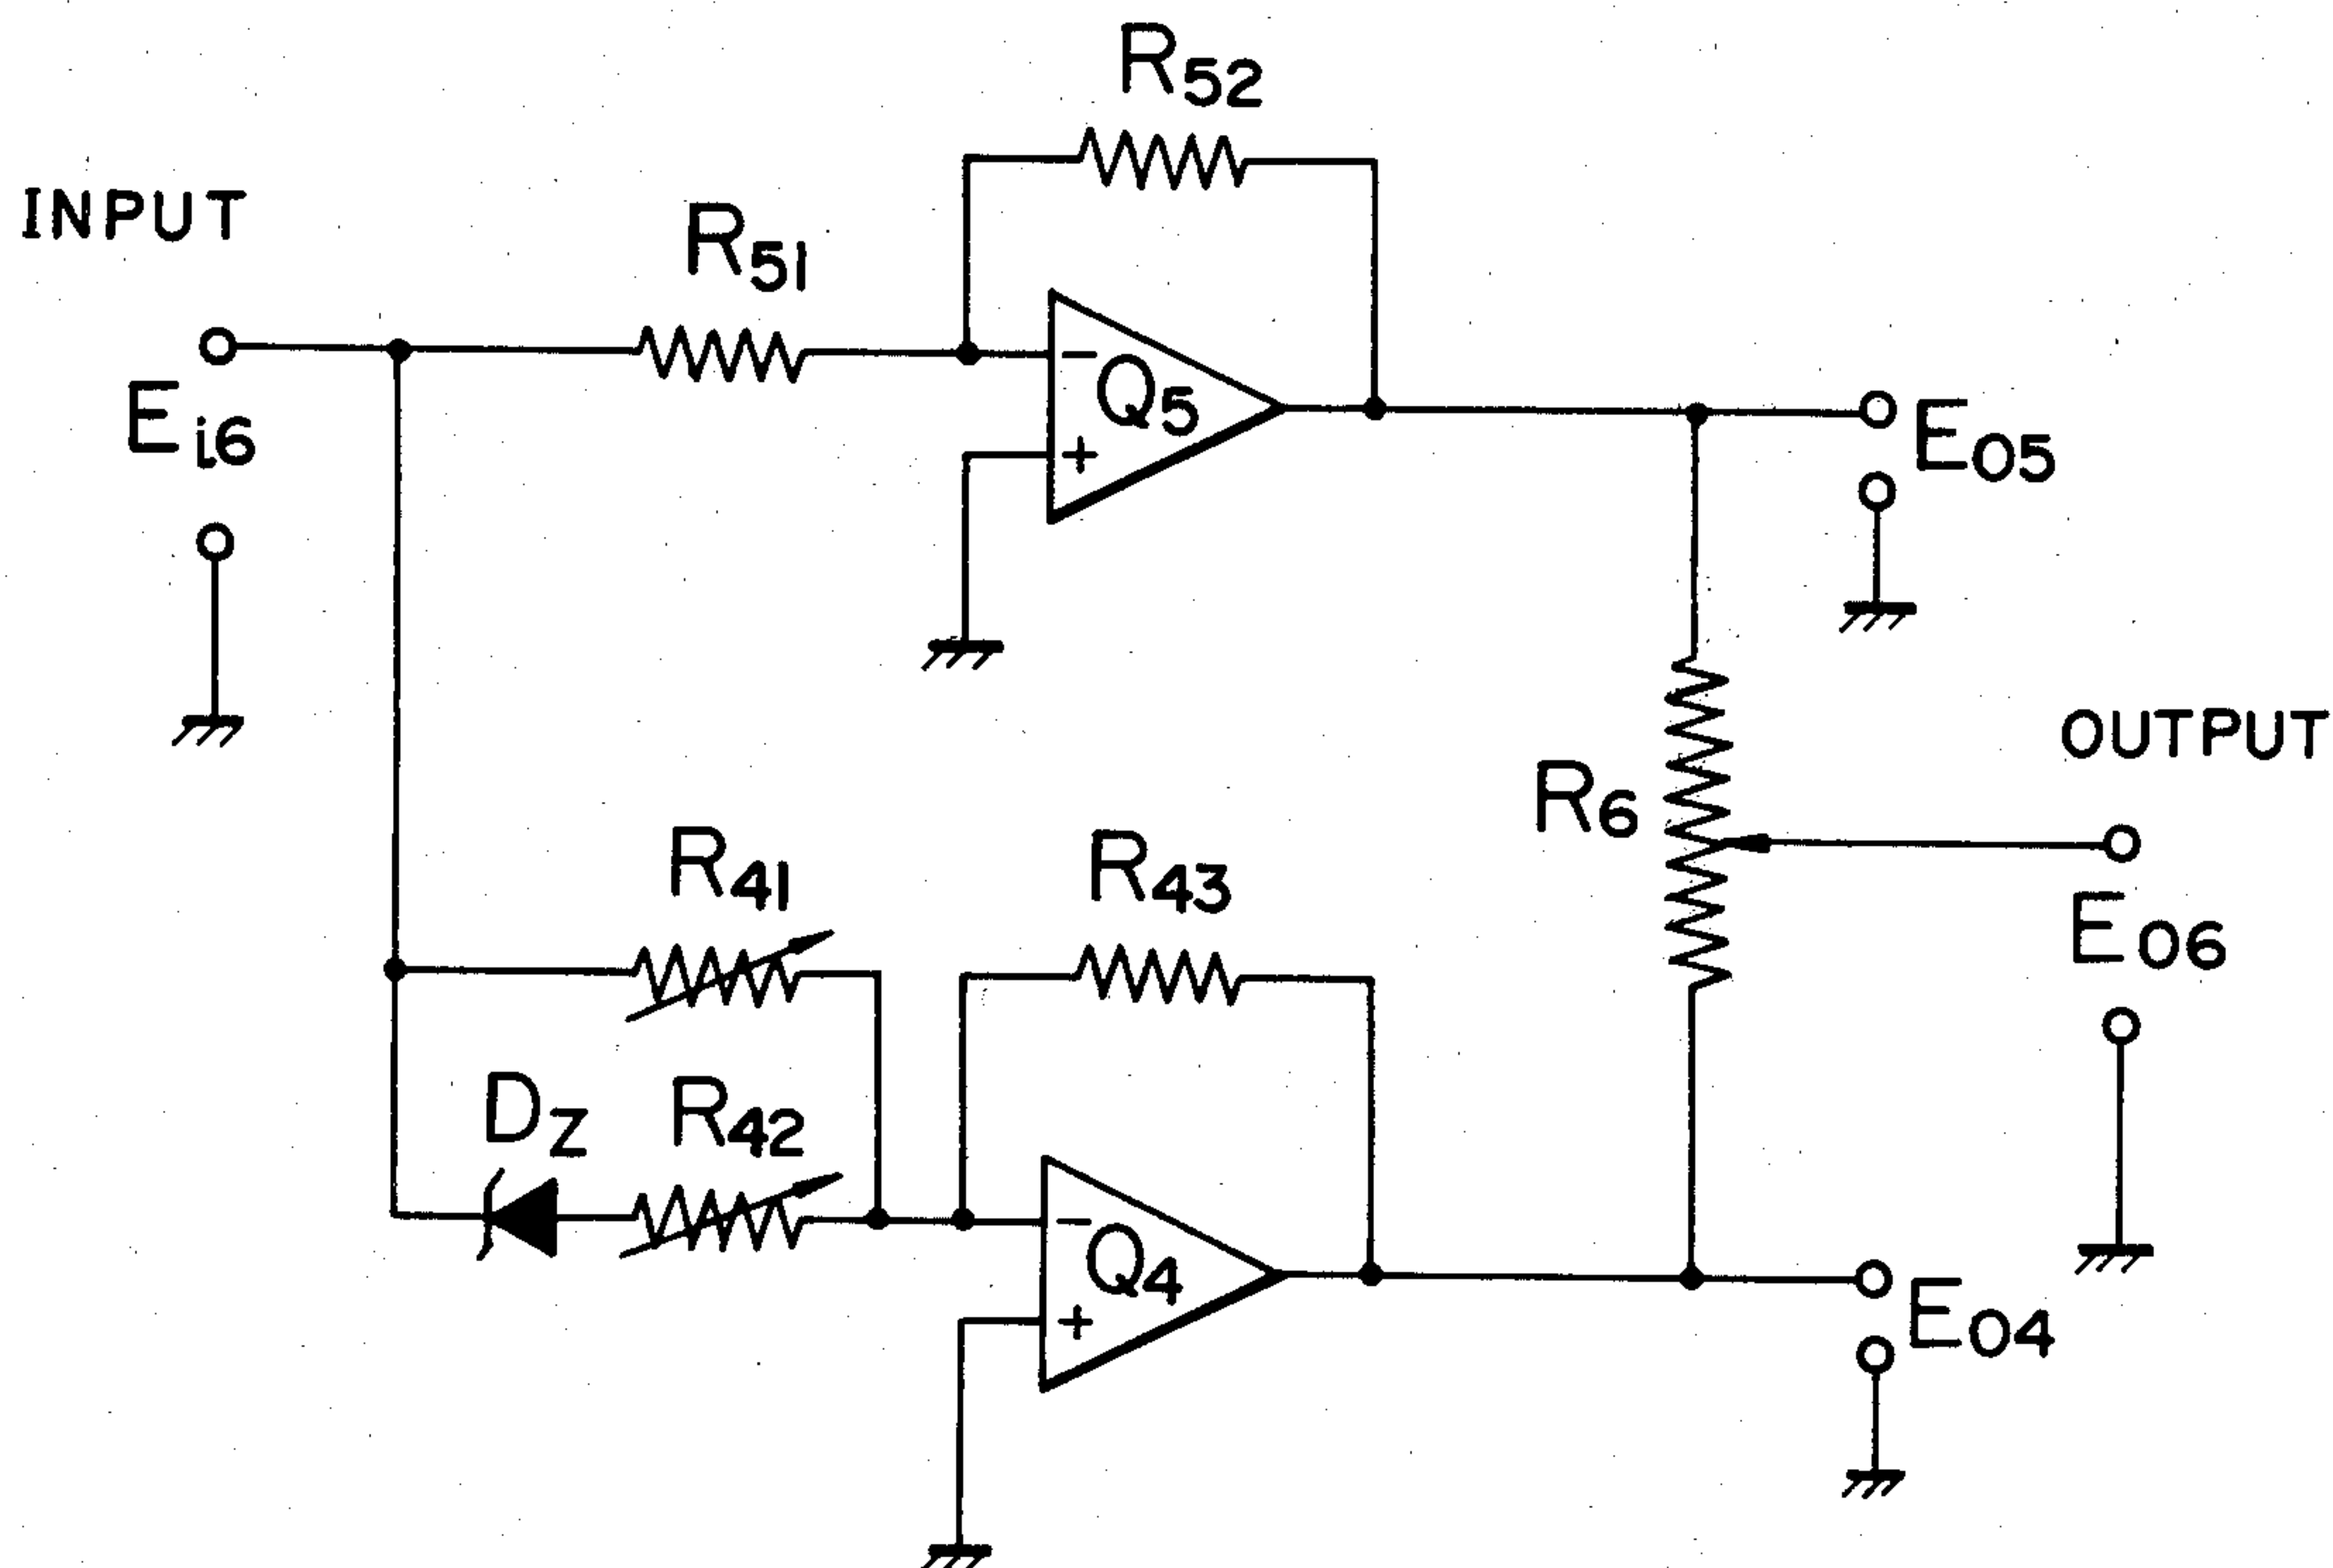 R52
INPUT
R51
Ei6
−
Q5
+
E05
OUTPUT
R6
R41
R43
E06
DZ
R42
−
Q4
+
E04